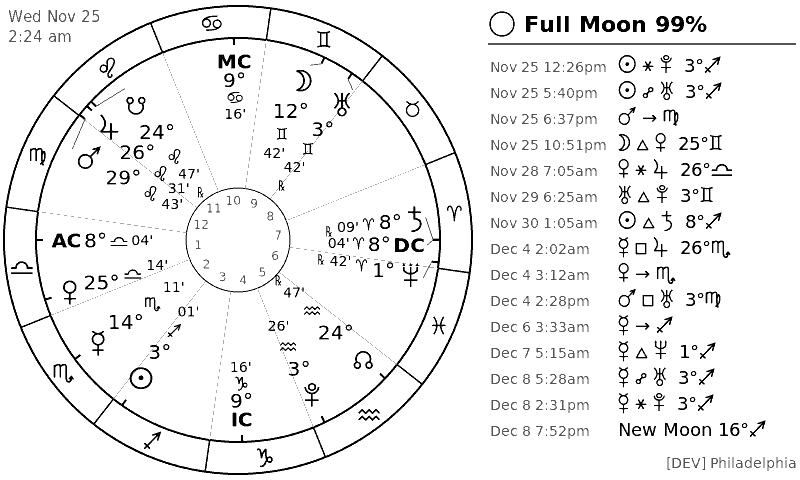 Wed Nov 25
2:24 am
MC
9°
♋
16'
☽
12°
♊
42'
♅
3°
♊
42'
℞
☋
24°
♌
47'
℞
♃
26°
♌
31'
♂
29°
♌
43'
AC 8° ♎ 04'
♀ 25° ♎ 14'
☿ 14° ♏ 11'
☉ 3° ♐ 01'
16'
♑
9°
IC
♇ 3° ♒ 26'
☊ 24° ♒ 47' ℞
℞ 09' ♈ 8° ♄
04' ♈ 8° DC
℞ 42' ♈ 1° ♆
1
2
3
4
5
6
7
8
9
10
11
12
♋
♊
♉
♈
♓
♒
♑
♐
♏
♎
♍
♌
○ Full Moon 99%
Nov 25 12:26pm ☉ ⚹ ⯓ 3°♐
Nov 25 5:40pm ☉ ☍ ♅ 3°♐
Nov 25 6:37pm ♂ → ♍
Nov 25 10:51pm ☽ △ ♀ 25°♊
Nov 28 7:05am ♀ ⚹ ♃ 26°♎
Nov 29 6:25am ♅ △ ⯓ 3°♊
Nov 30 1:05am ☉ △ ♄ 8°♐
Dec 4 2:02am ☿ □ ♃ 26°♏
Dec 4 3:12am ♀ → ♏
Dec 4 2:28pm ♂ □ ♅ 3°♍
Dec 6 3:33am ☿ → ♐
Dec 7 5:15am ☿ △ ♆ 1°♐
Dec 8 5:28am ☿ ☍ ♅ 3°♐
Dec 8 2:31pm ☿ ⚹ ⯓ 3°♐
Dec 8 7:52pm New Moon 16°♐
[DEV] Philadelphia